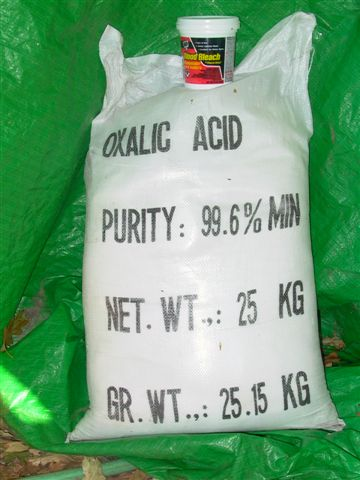 Wood Bleach
OXALIC ACID
PURITY: 99.6% MIN
NET. WT.,: 25 KG
GR. WT.,: 25.15 KG